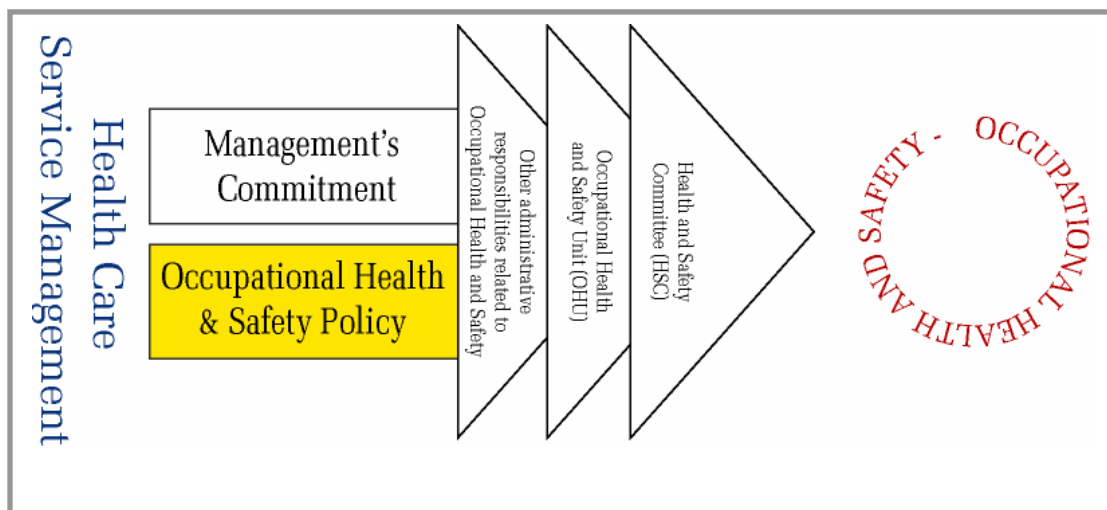 Health Care
Service Management
Management's
Commitment
Occupational Health
& Safety Policy
Other administrative
responsibilities related to
Occupational Health and Safety
Occupational Health
and Safety Unit (OHU)
Health and Safety
Committee (HSC)
OCCUPATIONAL HEALTH AND SAFETY -